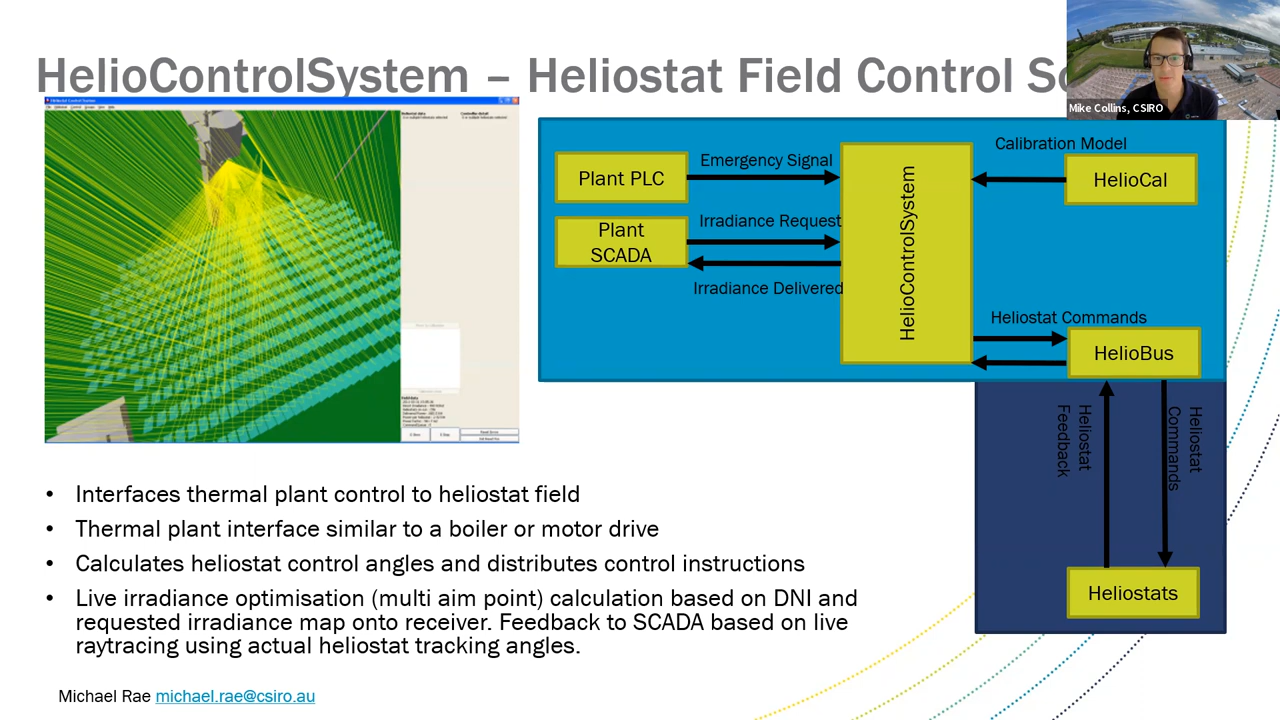 HelioControlSystem – Heliostat Field Control S
Mike Collins, CSIRO
Plant PLC
Emergency Signal
Plant
SCADA
Irradiance Request
Irradiance Delivered
HelioControlSystem
Calibration Model
HelioCal
Heliostat Commands
HelioBus
Heliostat
Feedback
Heliostat
Commands
Heliostats
• Interfaces thermal plant control to heliostat field
• Thermal plant interface similar to a boiler or motor drive
• Calculates heliostat control angles and distributes control instructions
• Live irradiance optimisation (multi aim point) calculation based on DNI and
requested irradiance map onto receiver. Feedback to SCADA based on live
raytracing using actual heliostat tracking angles.
Michael Rae michael.rae@csiro.au